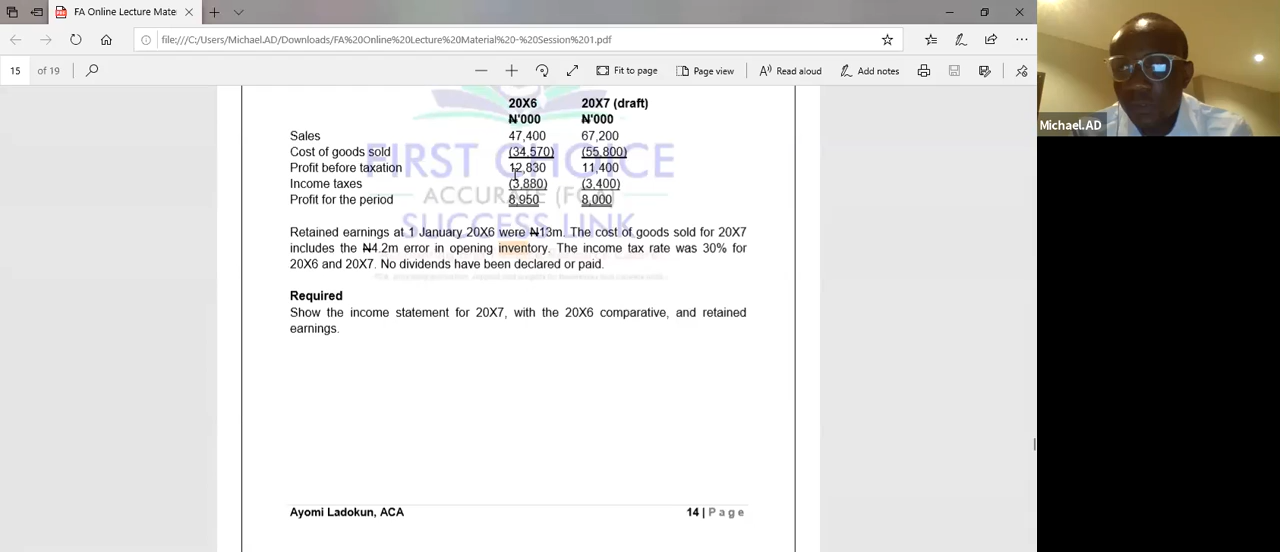 FA Online Lecture Mate
file:///C:/Users/Michael.AD/Downloads/FA%20Online%20Lecture%20Material%20-%20Session%201.pdf
15 of 19
Fit to page
Page view
Read aloud
Add notes
Michael.AD
20X6 20X7 (draft)
₦'000 ₦'000
Sales 47,400 67,200
Cost of goods sold (34,570) (55,800)
Profit before taxation 12,830 11,400
Income taxes (3,880) (3,400)
Profit for the period 8,950 8,000
FIRST CHOICE
ACCURATE
SUCCESS LINK
Retained earnings at 1 January 20X6 were ₦13m. The cost of goods sold for 20X7
includes the ₦4.2m error in opening inventory. The income tax rate was 30% for
20X6 and 20X7. No dividends have been declared or paid.
Required
Show the income statement for 20X7, with the 20X6 comparative, and retained
earnings.
Ayomi Ladokun, ACA
14 | Page